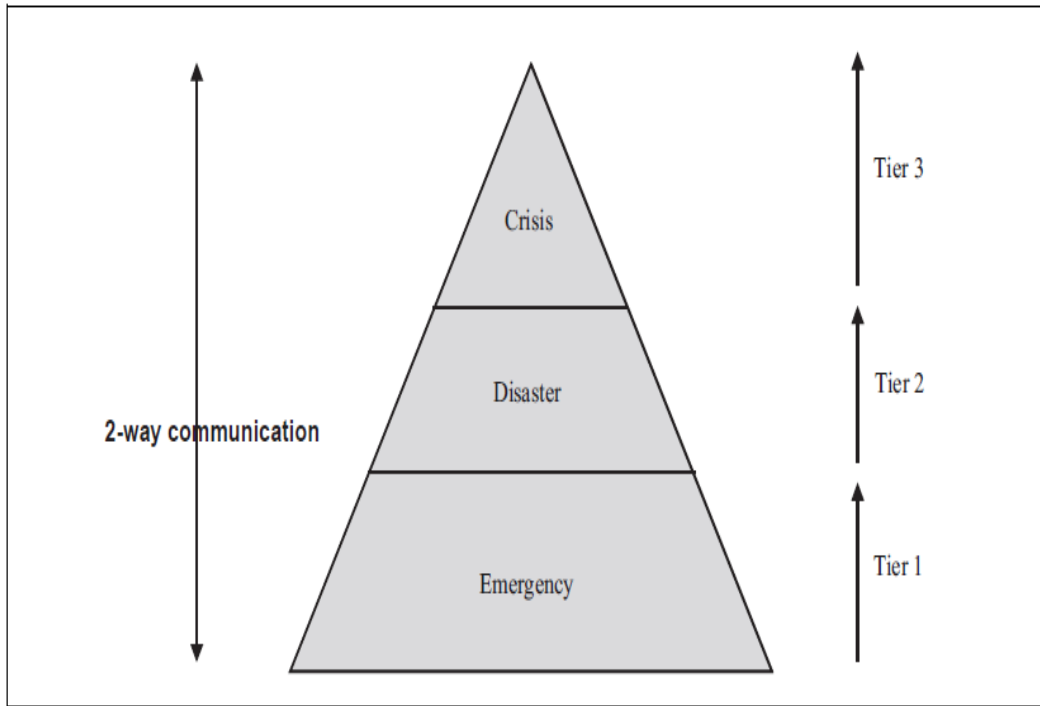 Tier 3
Crisis
Tier 2
Disaster
2-way communication
Tier 1
Emergency